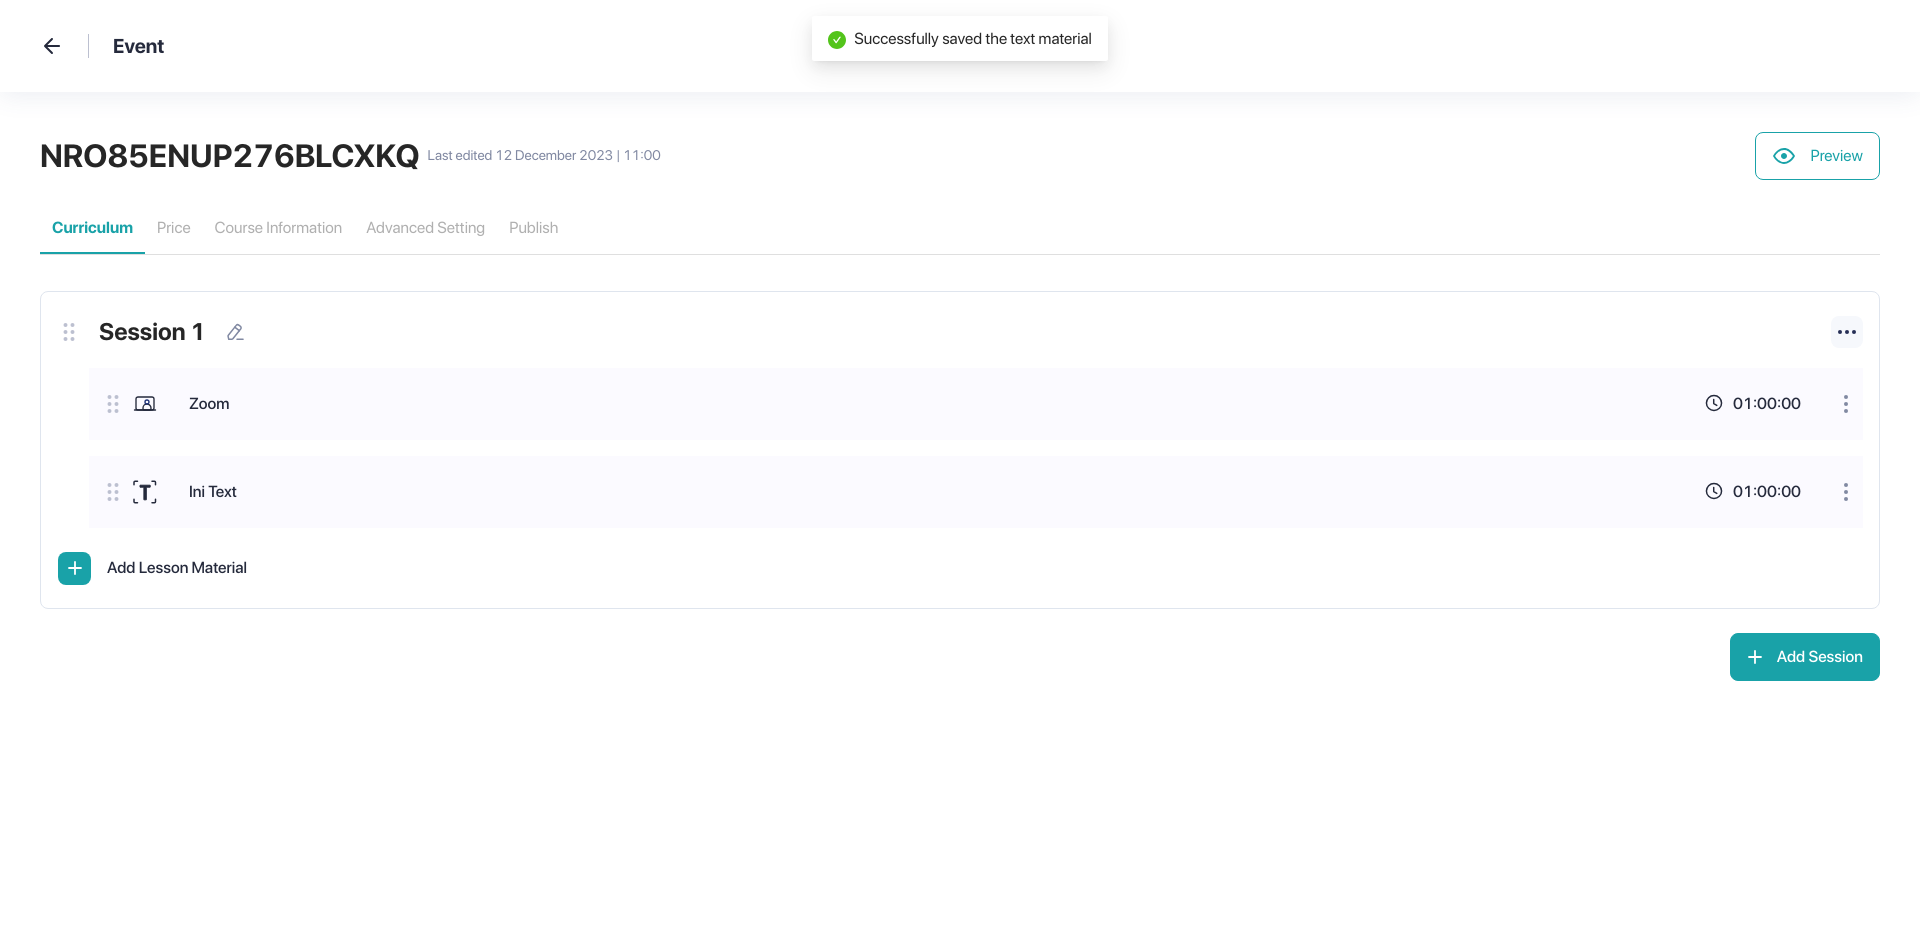 Event
Successfully saved the text material
NRO85ENUP276BLCXKQ Last edited 12 December 2023 | 11:00
Preview
Curriculum Price Course Information Advanced Setting Publish
Session 1
Zoom 01:00:00
T Ini Text 01:00:00
Add Lesson Material
Add Session